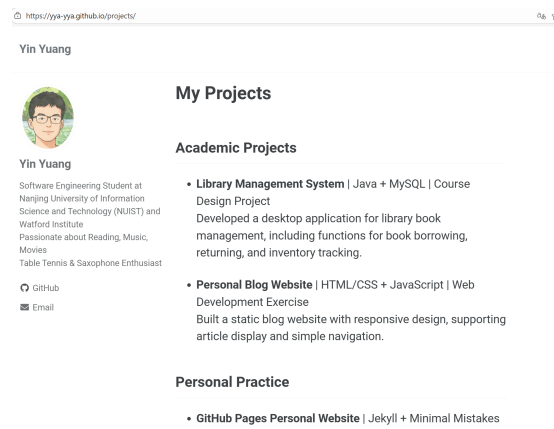 https://yya-yya.github.io/projects/
Yin Yuang
My Projects
Yin Yuang
Software Engineering Student at
Nanjing University of Information
Science and Technology (NUIST) and
Watford Institute
Passionate about Reading, Music,
Movies
Table Tennis & Saxophone Enthusiast
GitHub
Email
Academic Projects
• Library Management System | Java + MySQL | Course
Design Project
Developed a desktop application for library book
management, including functions for book borrowing,
returning, and inventory tracking.
• Personal Blog Website | HTML/CSS + JavaScript | Web
Development Exercise
Built a static blog website with responsive design, supporting
article display and simple navigation.
Personal Practice
• GitHub Pages Personal Website | Jekyll + Minimal Mistakes